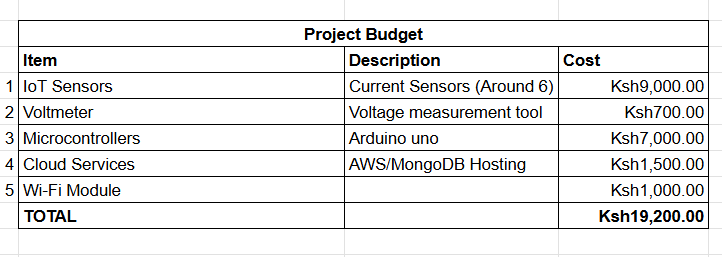 Project Budget
Item Description Cost
1 IoT Sensors Current Sensors (Around 6) Ksh9,000.00
2 Voltmeter Voltage measurement tool Ksh700.00
3 Microcontrollers Arduino uno Ksh7,000.00
4 Cloud Services AWS/MongoDB Hosting Ksh1,500.00
5 Wi-Fi Module Ksh1,000.00
TOTAL Ksh19,200.00